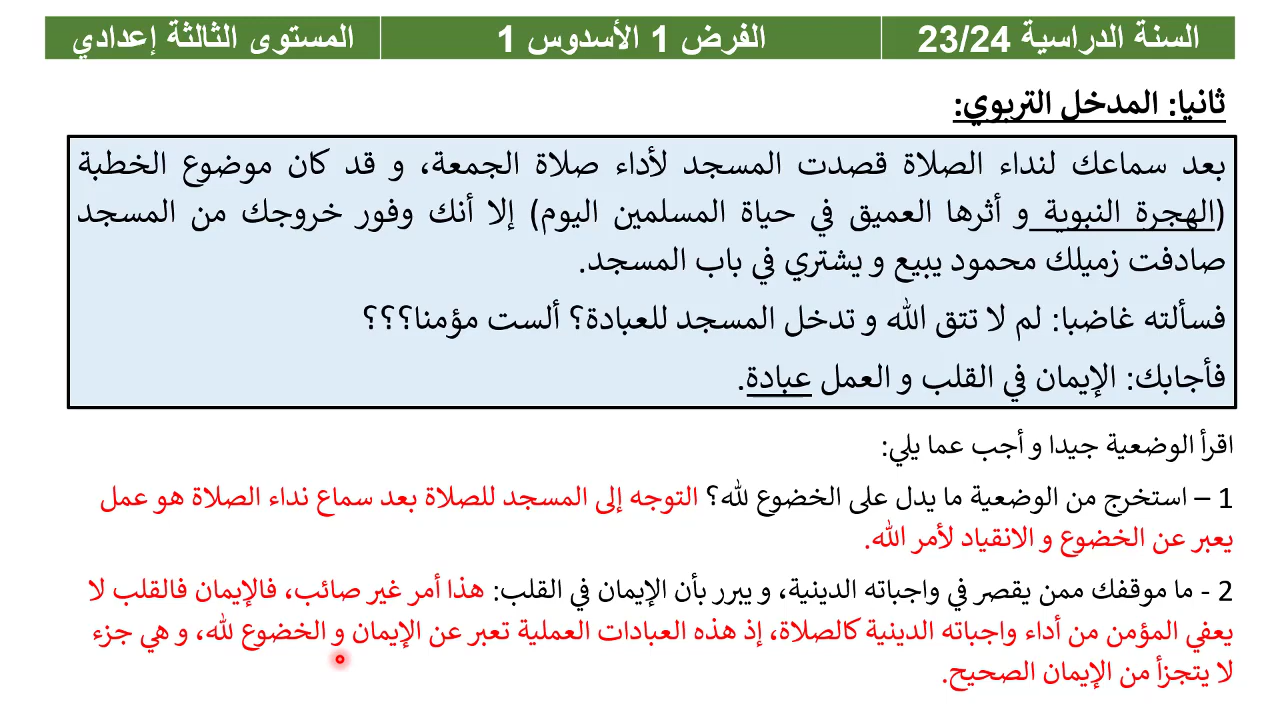 السنة الدراسية 23/24 الفرض 1 الأسدوس 1 المستوى الثالثة إعدادي
ثانيا: المدخل التربوي:
بعد سماعك لنداء الصلاة قصدت المسجد لأداء صلاة الجمعة، و قد كان موضوع الخطبة
(الهجرة النبوية و أثرها العميق في حياة المسلمين اليوم) إلا أنك وفور خروجك من المسجد
صادفت زميلك محمود يبيع و يشتري في باب المسجد.
فسألته غاضبا: لم لا تتق الله و تدخل المسجد للعبادة؟ ألست مؤمنا؟؟؟
فأجابك: الإيمان في القلب و العمل عبادة.
اقرأ الوضعية جيدا و أجب عما يلي:
1 – استخرج من الوضعية ما يدل على الخضوع لله؟ التوجه إلى المسجد للصلاة بعد سماع نداء الصلاة هو عمل
يعبر عن الخضوع و الانقياد لأمر الله.
2 - ما موقفك ممن يقصر في واجباته الدينية، و يبرر بأن الإيمان في القلب: هذا أمر غير صائب، فالإيمان فالقلب لا
يعفي المؤمن من أداء واجباته الدينية كالصلاة، إذ هذه العبادات العملية تعبر عن الإيمان و الخضوع لله، و هي جزء
لا يتجزأ من الإيمان الصحيح.